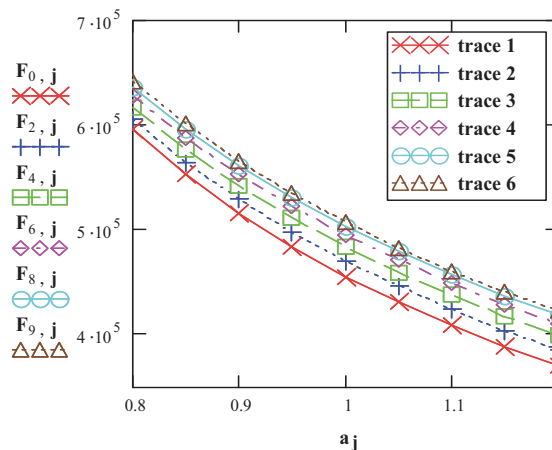 7·10⁵
6·10⁵
5·10⁵
4·10⁵
F₀ , j
F₂ , j
F₄ , j
F₆ , j
F₈ , j
F₉ , j
trace 1
trace 2
trace 3
trace 4
trace 5
trace 6
0.8 0.9 1 1.1
aⱼ